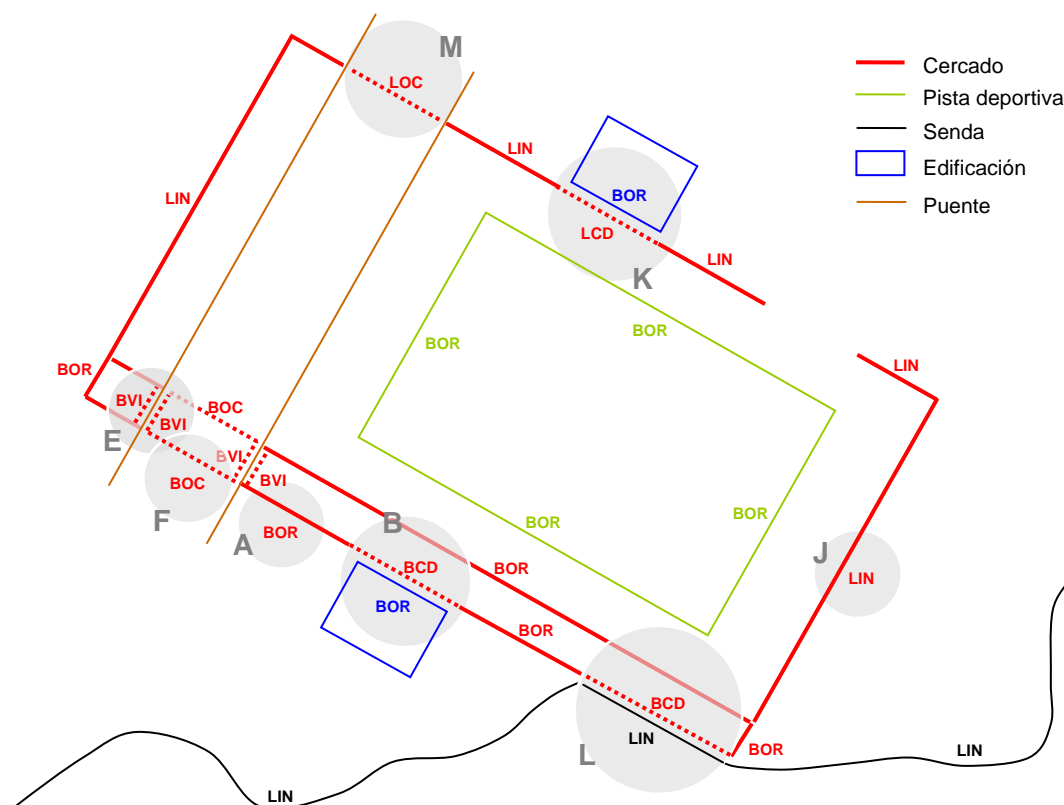 M
LOC
Cercado
Pista deportiva
Senda
Edificación
Puente
LIN
LIN
BOR
LCD
LIN
K
BOR
BOR
LIN
BOR
BVI
BOC
BVI
E
BVI
BOC
BVI
F
A
BOR
B
BOR
BOR
BCD
BOR
BOR
J
LIN
BOR
BCD
LIN
L
BOR
LIN
LIN